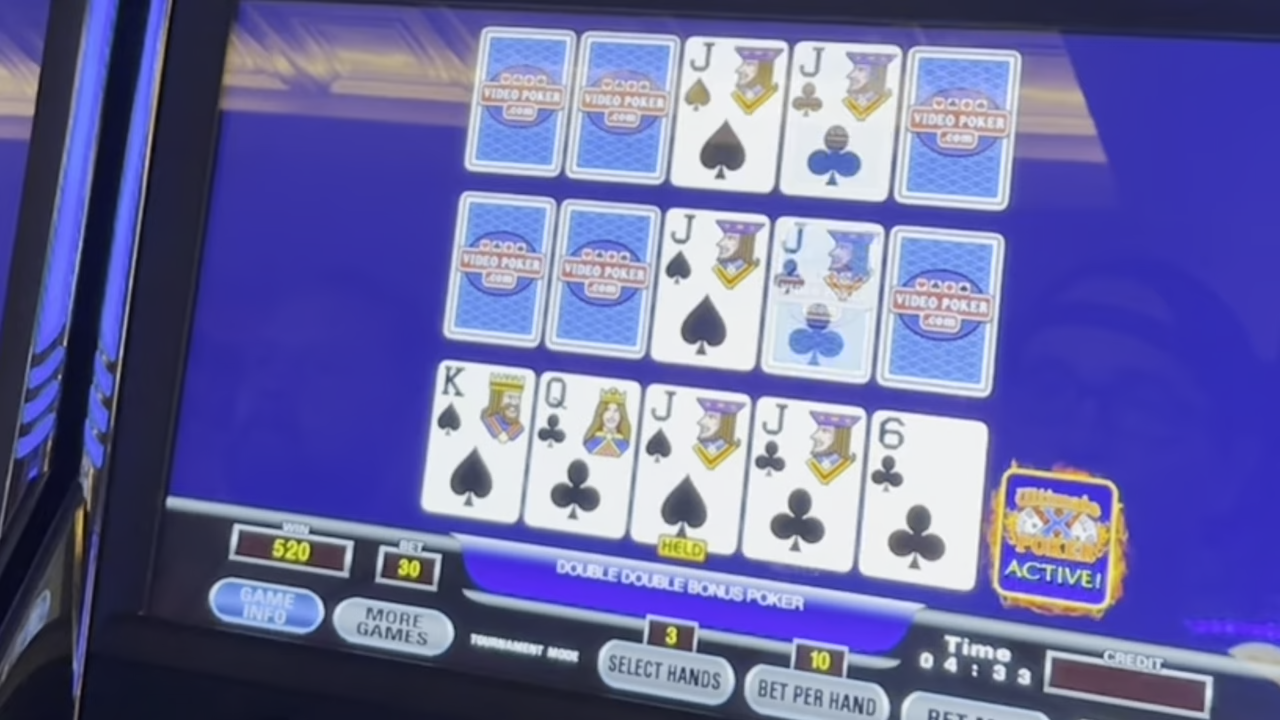 VIDEO POKER
.com
VIDEO POKER
.com
J
J
VIDEO POKER
.com
VIDEO POKER
.com
VIDEO POKER
.com
J
J
VIDEO POKER
.com
K
Q
J
J
6
HELD
Ultimate
X
POKER
ACTIVE!
WIN
520
BET
30
DOUBLE DOUBLE BONUS POKER
GAME
INFO
MORE
GAMES
TOURNAMENT MODE
3
SELECT HANDS
10
BET PER HAND
Time
04:33
CREDIT
BET